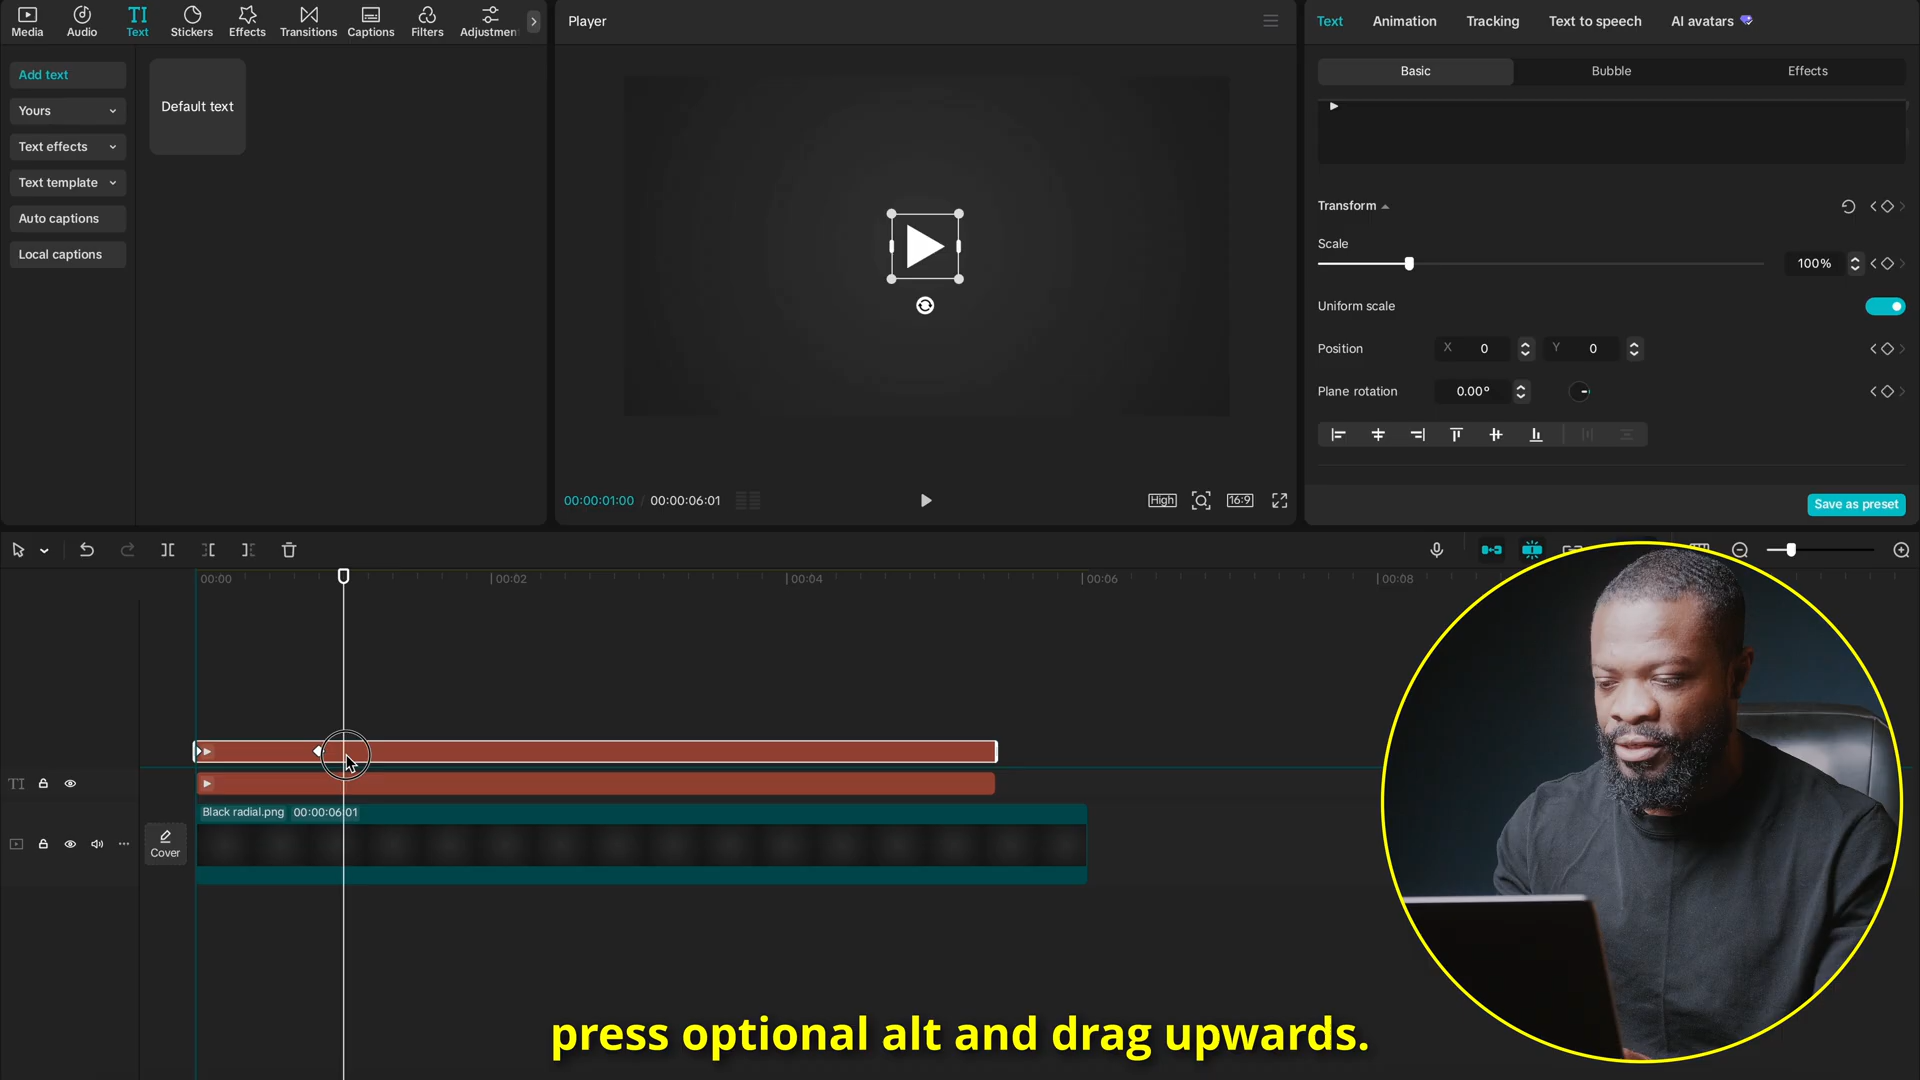 Media
Audio
TI
Text
Stickers
Effects
Transitions
Captions
Filters
Adjustmen
Player
Text
Animation
Tracking
Text to speech
AI avatars
Add text
Yours
Text effects
Text template
Auto captions
Local captions
Default text
Basic
Bubble
Effects
Transform
Scale
100%
Uniform scale
Position
X 0
Y 0
Plane rotation
0.00°
Save as preset
00:00:01:00 / 00:00:06:01
High
16:9
00:00
00:02
00:04
00:06
00:08
TI
Black radial.png 00:00:06:01
Cover
press optional alt and drag upwards.